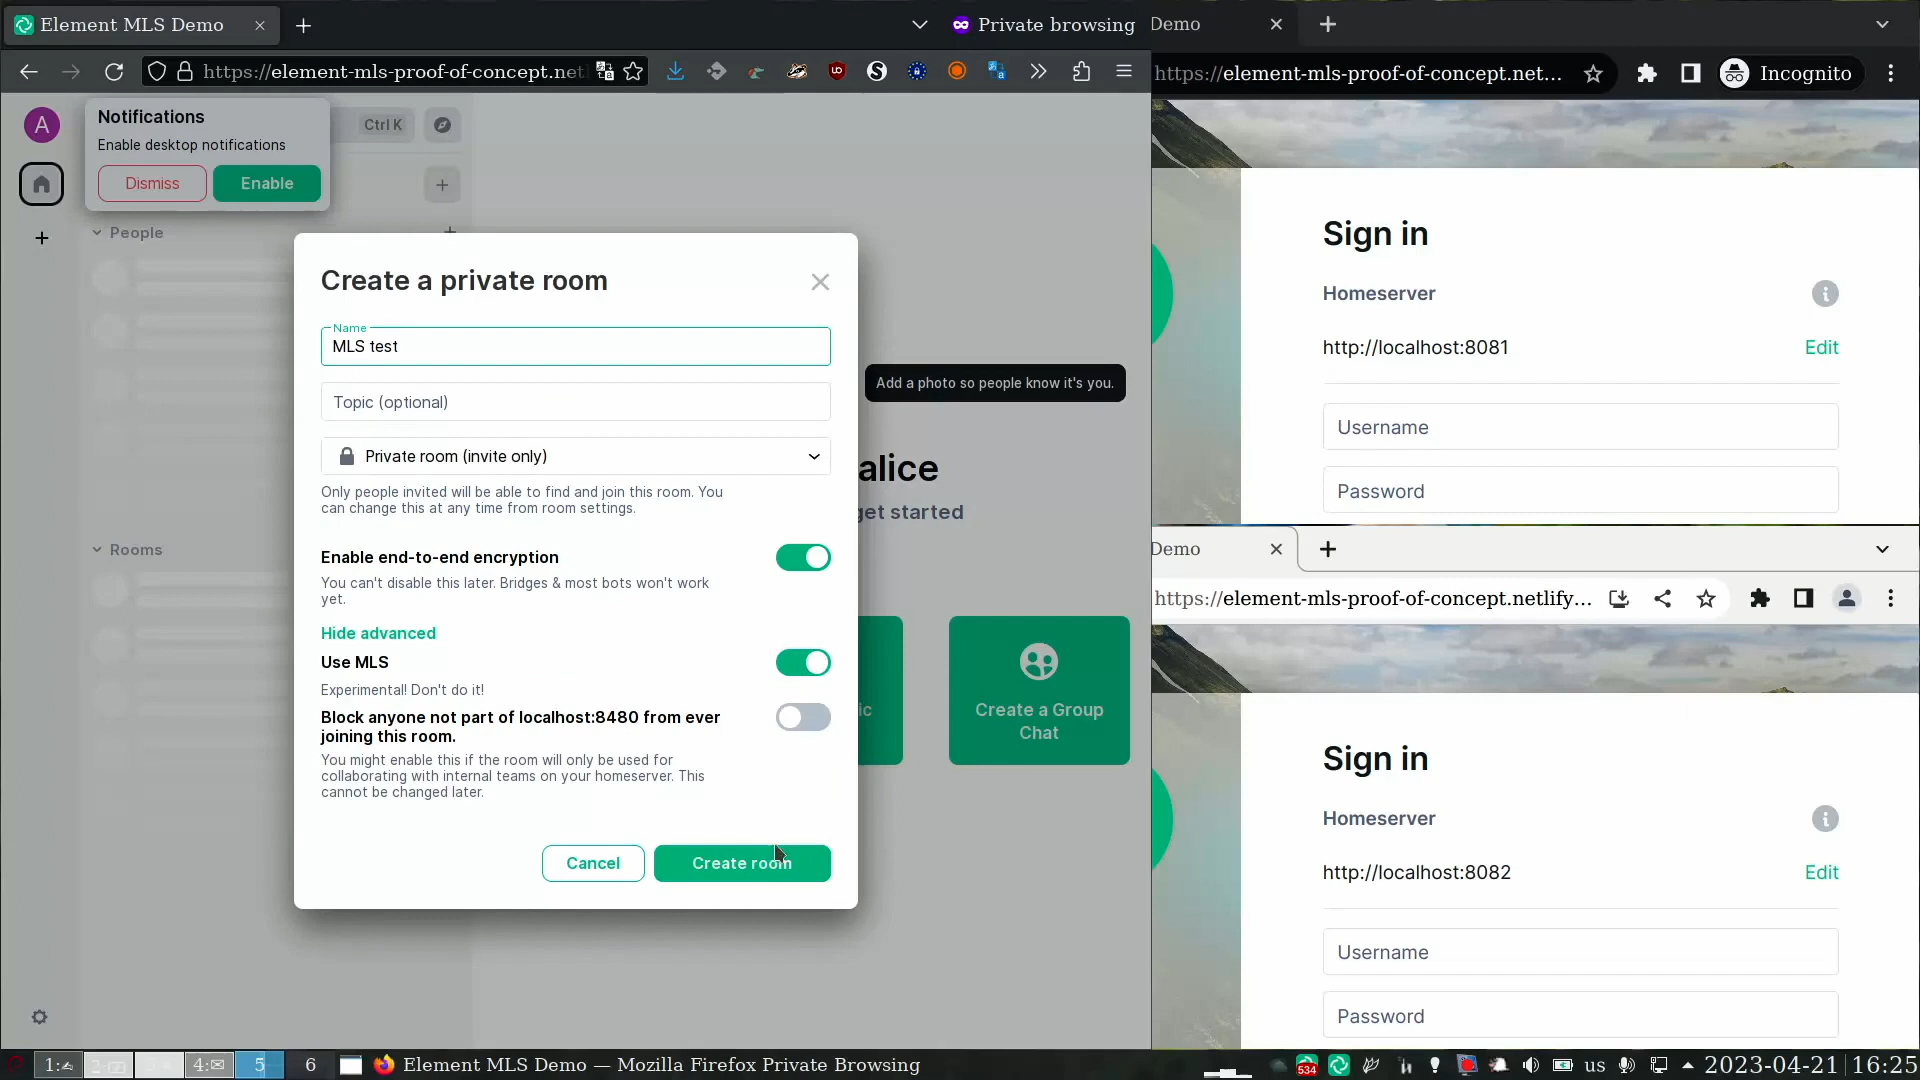 Element MLS Demo
Private browsing
https://element-mls-proof-of-concept.net
A
Notifications
Enable desktop notifications
Dismiss
Enable
Ctrl K
People
Rooms
Create a private room
Name
MLS test
Topic (optional)
Private room (invite only)
Only people invited will be able to find and join this room. You
can change this at any time from room settings.
Enable end-to-end encryption
You can't disable this later. Bridges & most bots won't work
yet.
Hide advanced
Use MLS
Experimental! Don't do it!
Block anyone not part of localhost:8480 from ever
joining this room.
You might enable this if the room will only be used for
collaborating with internal teams on your homeserver. This
cannot be changed later.
Cancel
Create room
Add a photo so people know it's you.
alice
get started
ic
Create a Group
Chat
Demo
https://element-mls-proof-of-concept.net...
Incognito
Sign in
Homeserver
http://localhost:8081
Edit
Username
Password
Demo
https://element-mls-proof-of-concept.netlify...
Sign in
Homeserver
http://localhost:8082
Edit
Username
Password
1:
4:
5
6
Element MLS Demo — Mozilla Firefox Private Browsing
534
us
2023-04-21
16:25